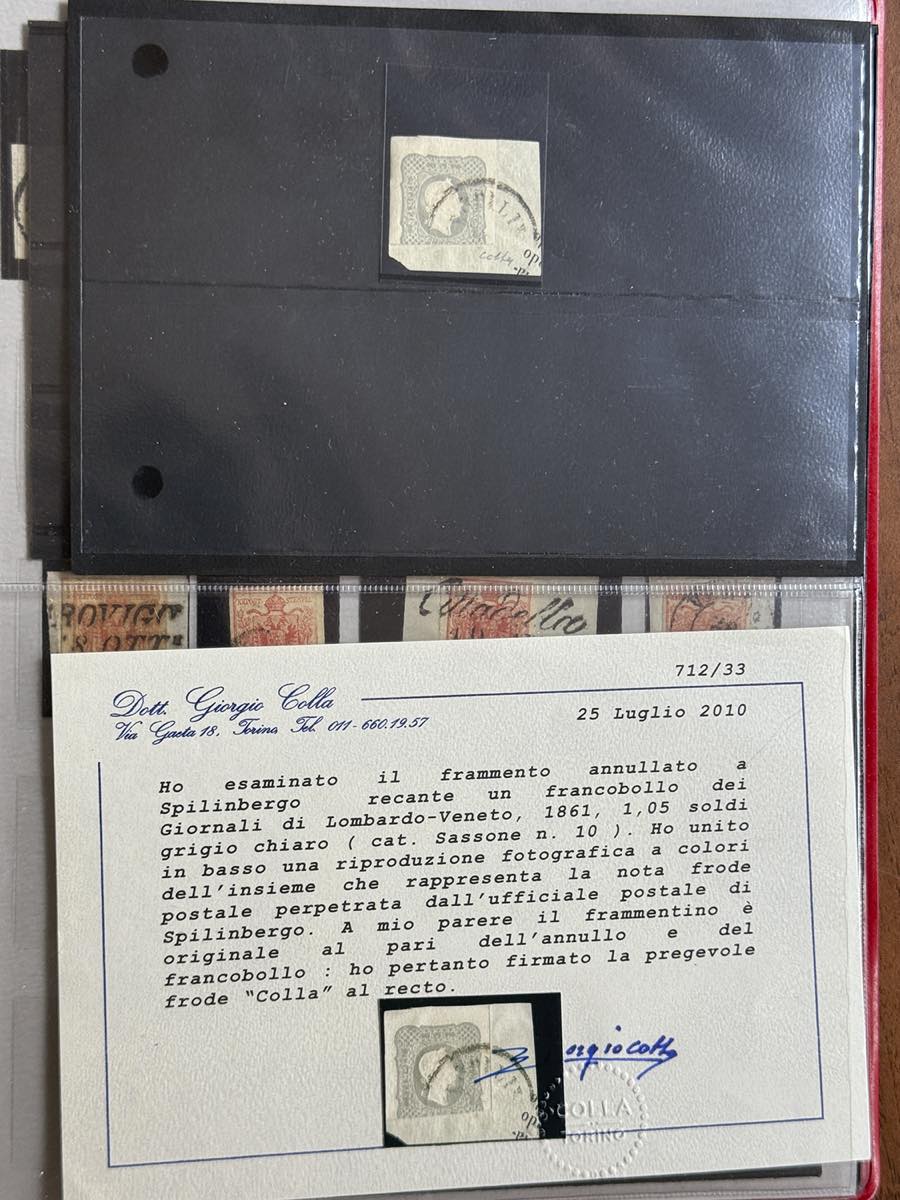 colla
ROVIGO
Cittadella
712/33
Dott. Giorgio Colla
Via Gaeta 18, Torino, Tel. 011-660.19.57
25 Luglio 2010
Ho esaminato il frammento annullato a
Spilinbergo recante un francobollo dei
Giornali di Lombardo-Veneto, 1861, 1,05 soldi
grigio chiaro ( cat. Sassone n. 10 ). Ho unito
in basso una riproduzione fotografica a colori
dell'insieme che rappresenta la nota frode
postale perpetrata dall'ufficiale postale di
Spilinbergo. A mio parere il frammentino è
originale al pari dell'annullo e del
francobollo : ho pertanto firmato la pregevole
frode "Colla" al recto.
COLLA
TORINO